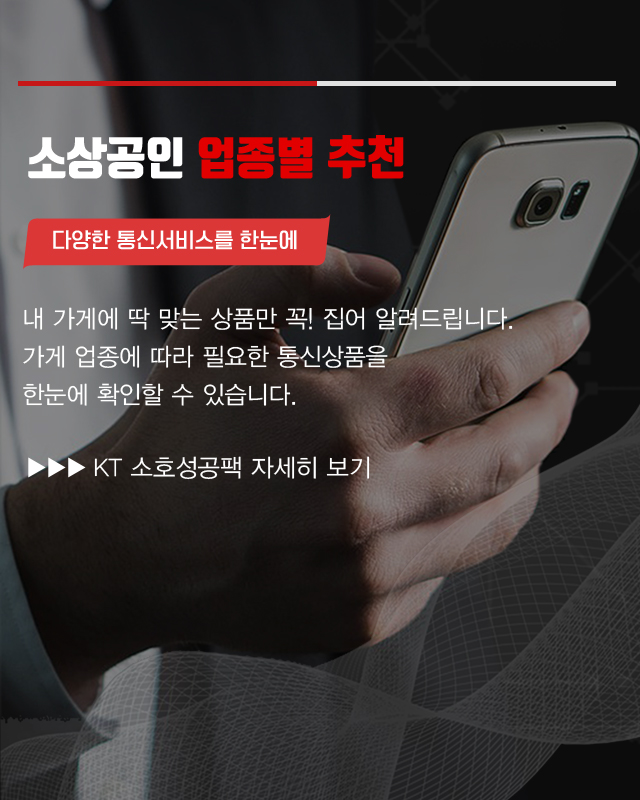 소상공인 업종별 추천
다양한 통신서비스를 한눈에
내 가게에 딱 맞는 상품만 꼭! 집어 알려드립니다.
가게 업종에 따라 필요한 통신상품을
한눈에 확인할 수 있습니다.
▶▶▶ KT 소호성공팩 자세히 보기